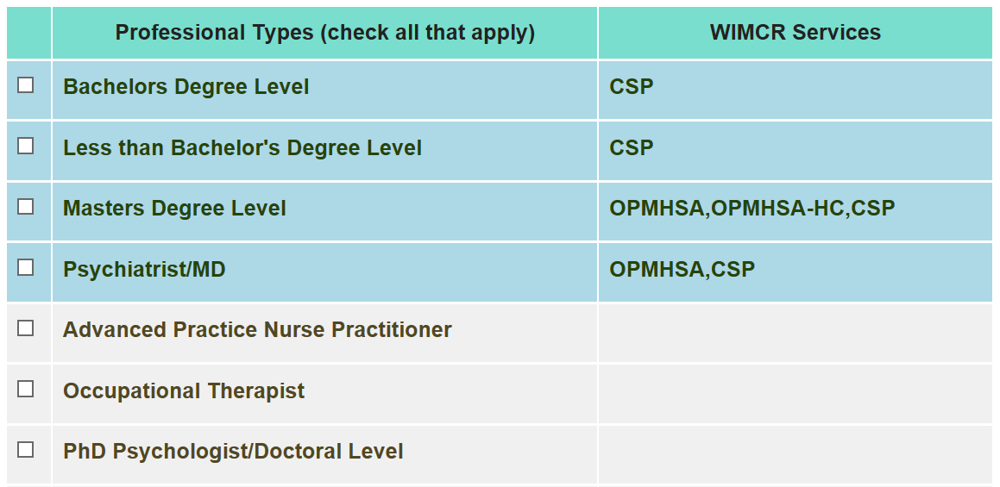 Professional Types (check all that apply) WIMCR Services
Bachelors Degree Level CSP
Less than Bachelor's Degree Level CSP
Masters Degree Level OPMHSA,OPMHSA-HC,CSP
Psychiatrist/MD OPMHSA,CSP
Advanced Practice Nurse Practitioner
Occupational Therapist
PhD Psychologist/Doctoral Level